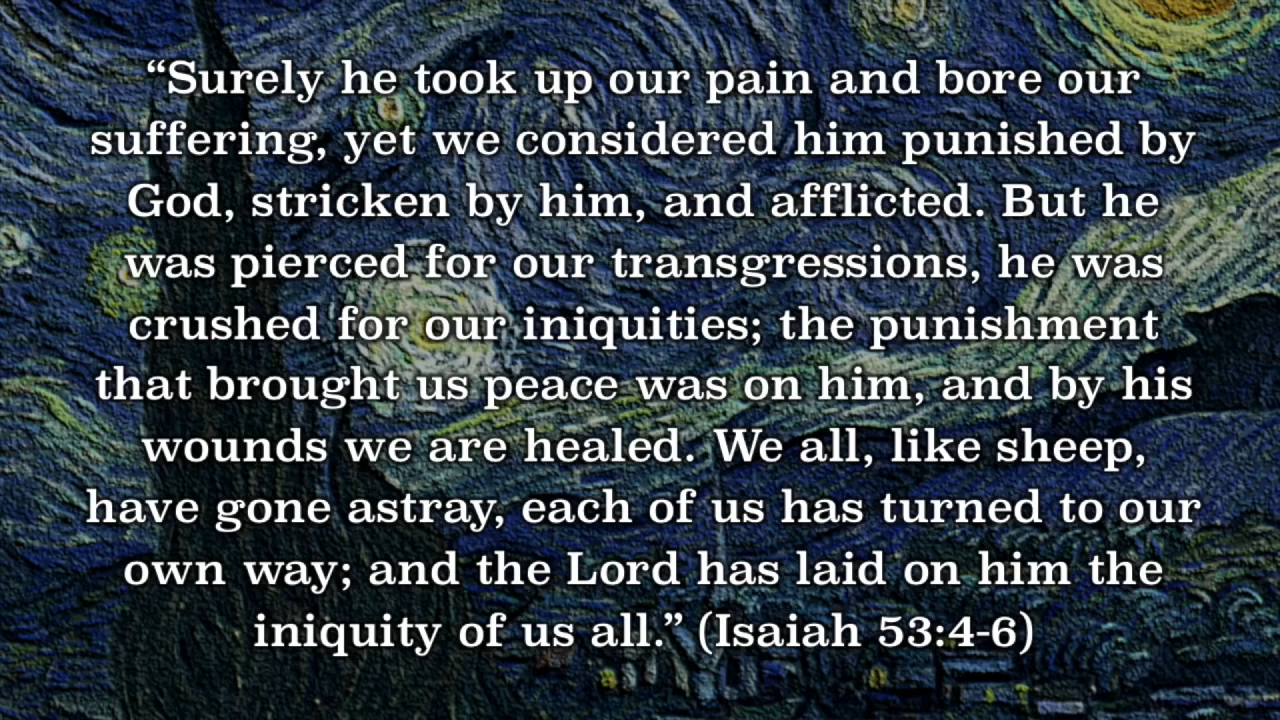 “Surely he took up our pain and bore our
suffering, yet we considered him punished by
God, stricken by him, and afflicted. But he
was pierced for our transgressions, he was
crushed for our iniquities; the punishment
that brought us peace was on him, and by his
wounds we are healed. We all, like sheep,
have gone astray, each of us has turned to our
own way; and the Lord has laid on him the
iniquity of us all.” (Isaiah 53:4-6)